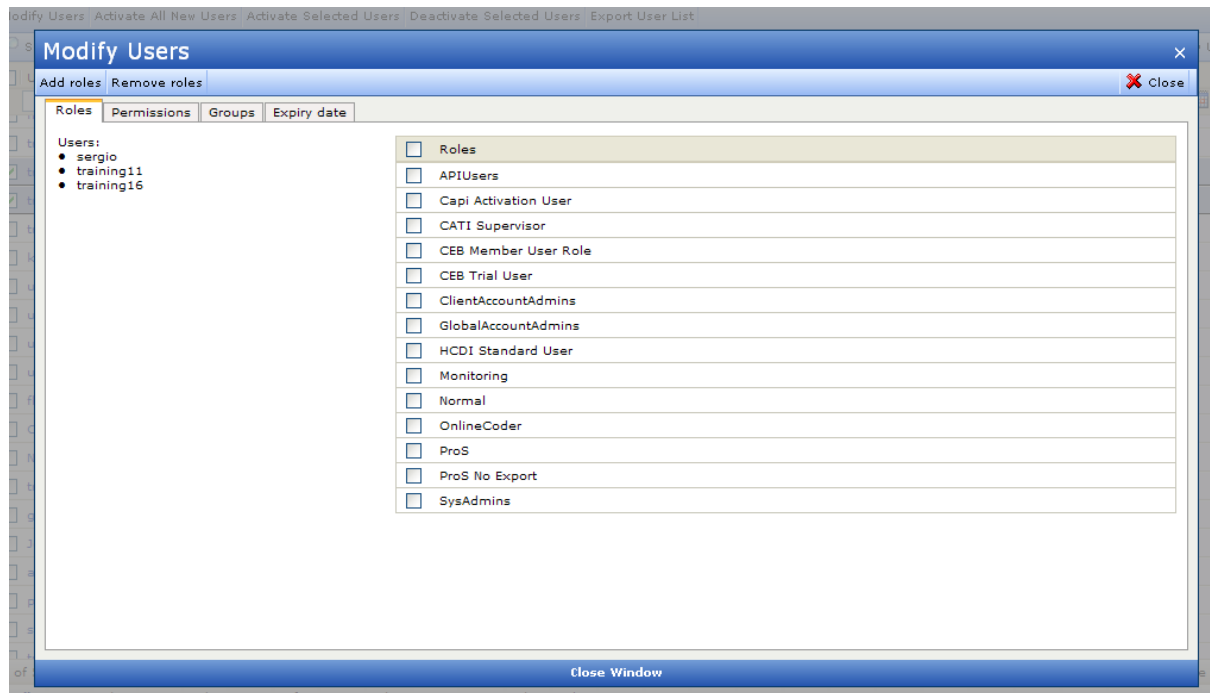 Modify Users Activate All New Users Activate Selected Users Deactivate Selected Users Export User List
Modify Users
Add roles Remove roles Close
Roles Permissions Groups Expiry date
Users:
• sergio
• training11
• training16
Roles
APIUsers
Capi Activation User
CATI Supervisor
CEB Member User Role
CEB Trial User
ClientAccountAdmins
GlobalAccountAdmins
HCDI Standard User
Monitoring
Normal
OnlineCoder
ProS
ProS No Export
SysAdmins
of
Close Window